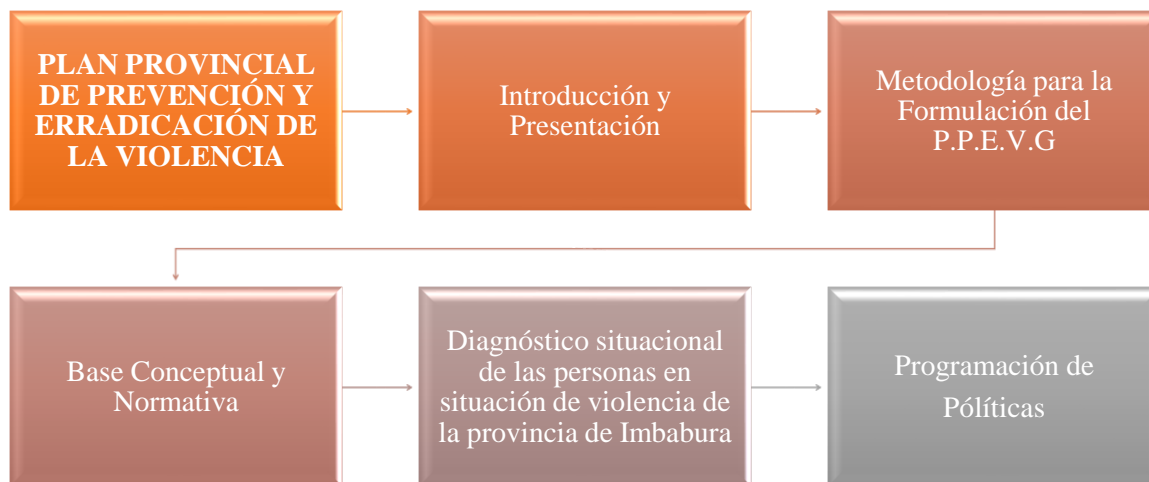 PLAN PROVINCIAL
DE PREVENCIÓN Y
ERRADICACIÓN DE
LA VIOLENCIA
Introducción y
Presentación
Metodología para la
Formulación del
P.P.E.V.G
Base Conceptual y
Normativa
Diagnóstico situacional
de las personas en
situación de violencia de
la provincia de Imbabura
Programación de
Pólíticas